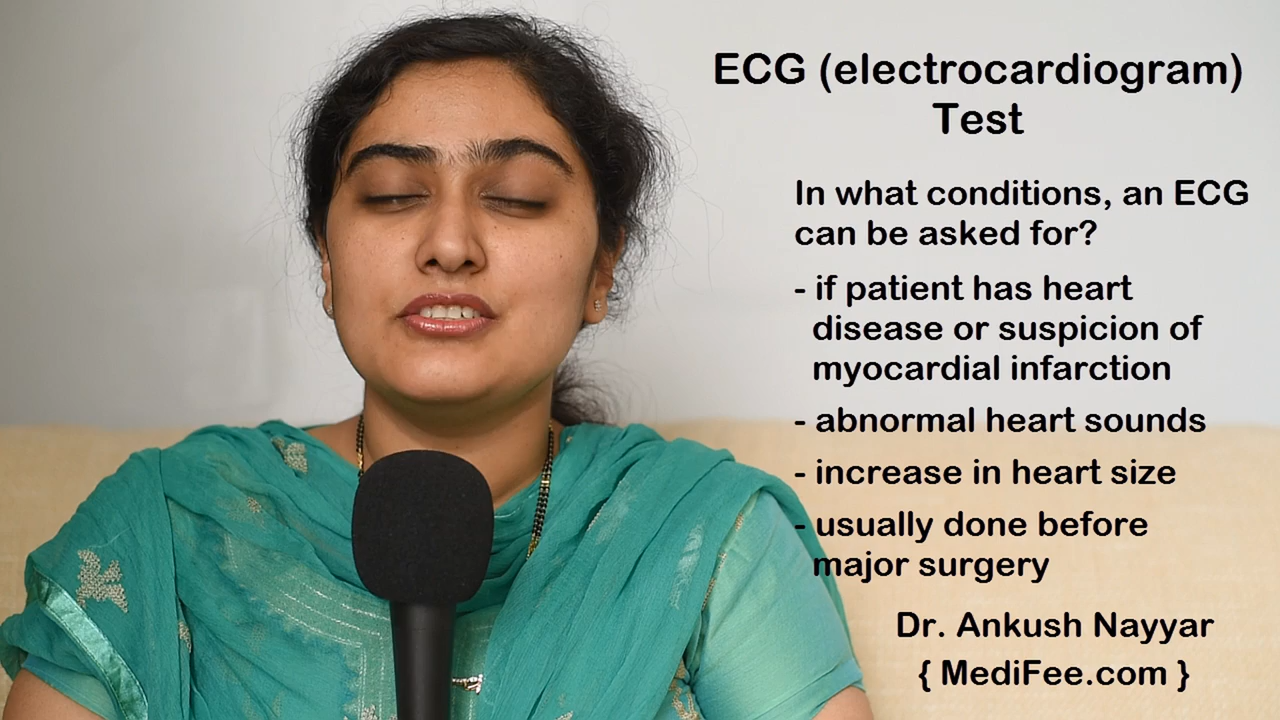 ECG (electrocardiogram)
Test
In what conditions, an ECG
can be asked for?
- if patient has heart
disease or suspicion of
myocardial infarction
- abnormal heart sounds
- increase in heart size
- usually done before
major surgery
Dr. Ankush Nayyar
{ MediFee.com }